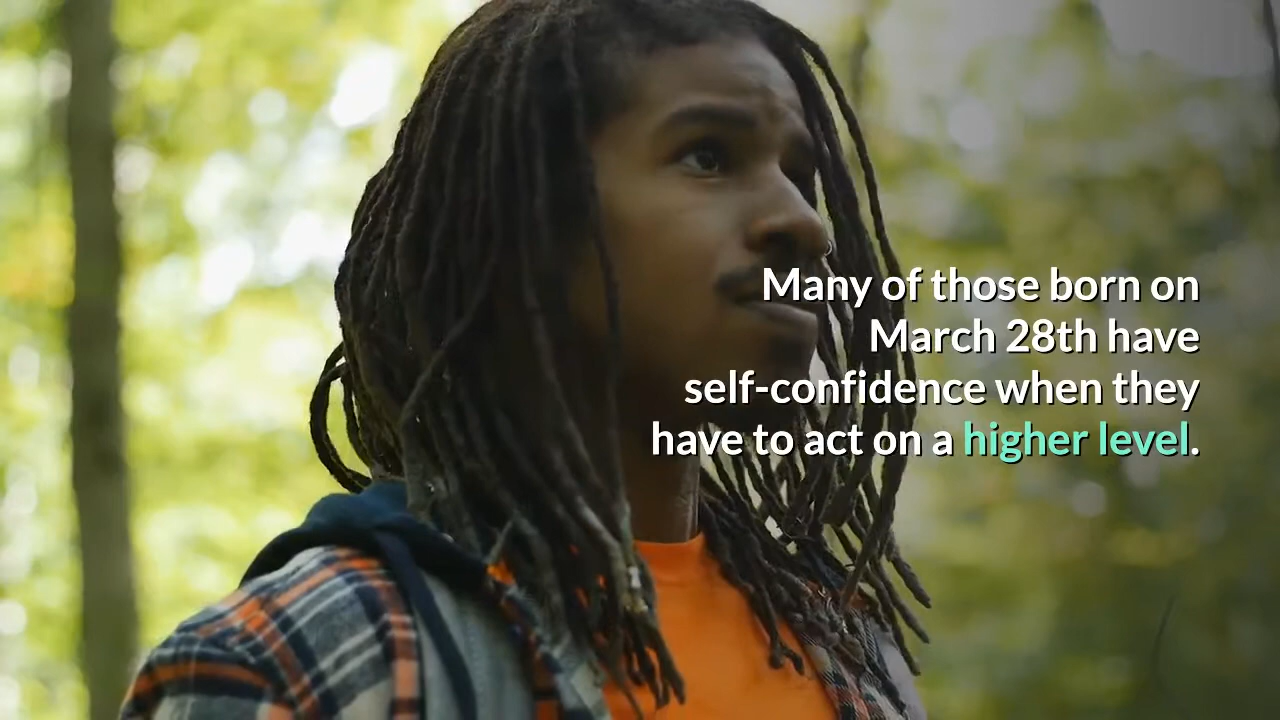 Many of those born on
March 28th have
self-confidence when they
have to act on a higher level.